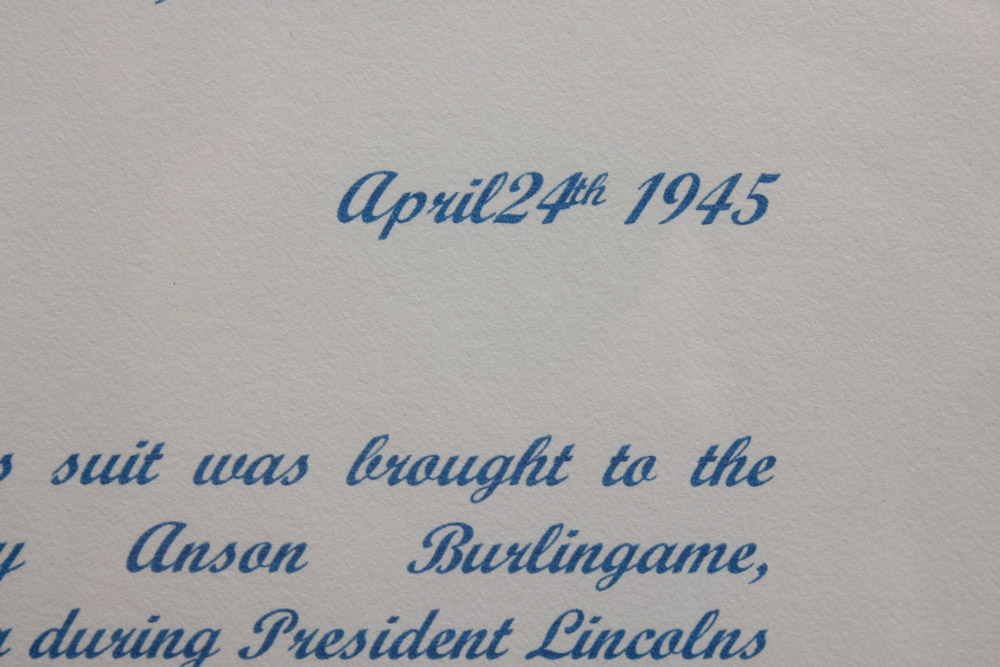 April24th 1945
s suit was brought to the
y Anson Burlingame,
during President Lincolns